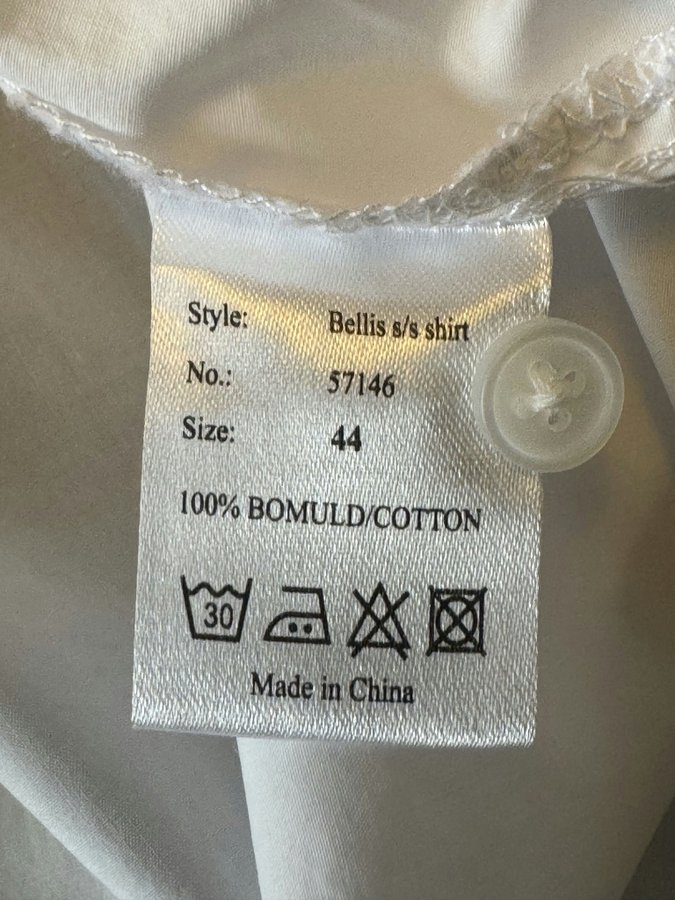 Style: Bellis s/s shirt
No.: 57146
Size: 44
100% BOMULD/COTTON
30
Made in China